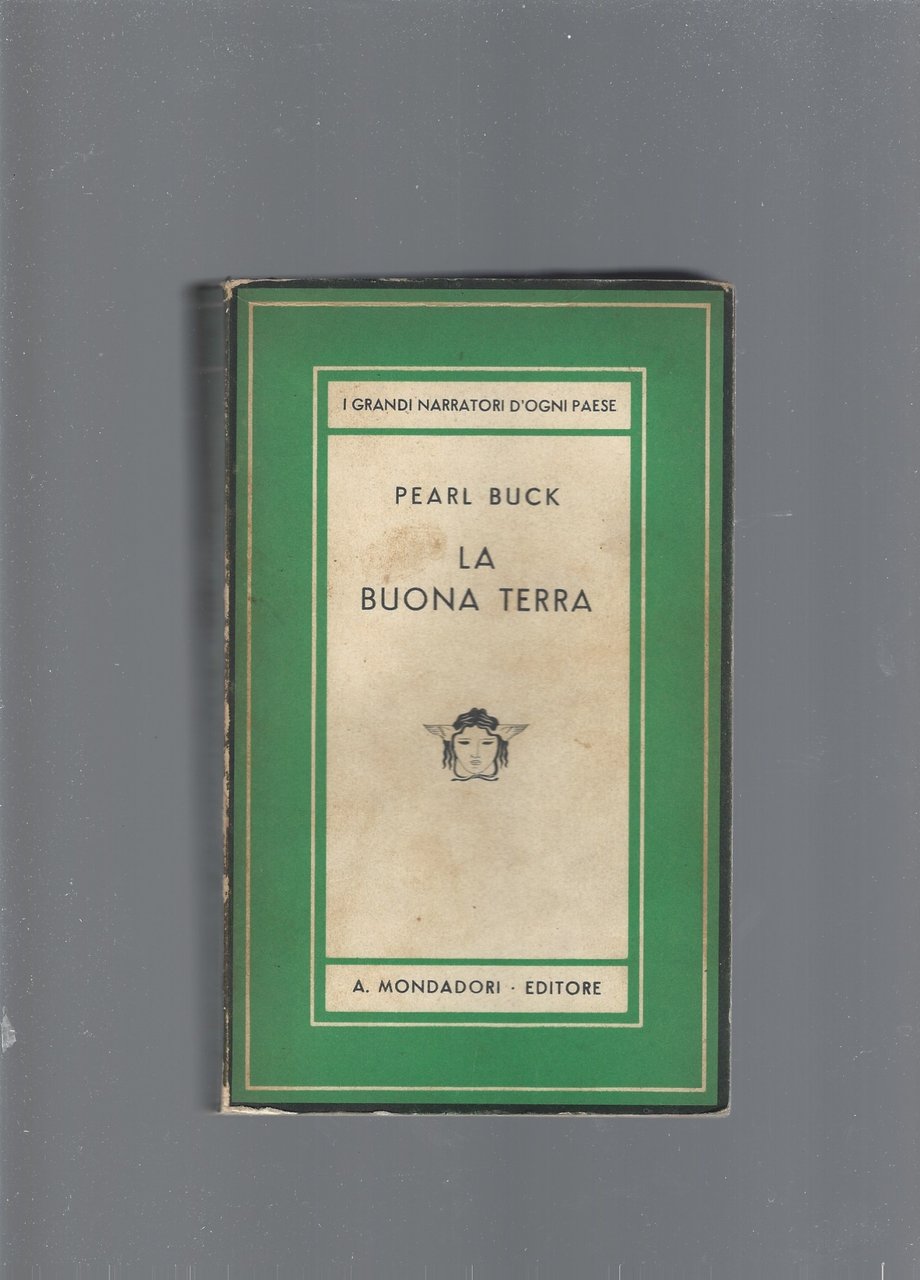 I GRANDI NARRATORI D'OGNI PAESE
PEARL BUCK
LA
BUONA TERRA
A. MONDADORI · EDITORE